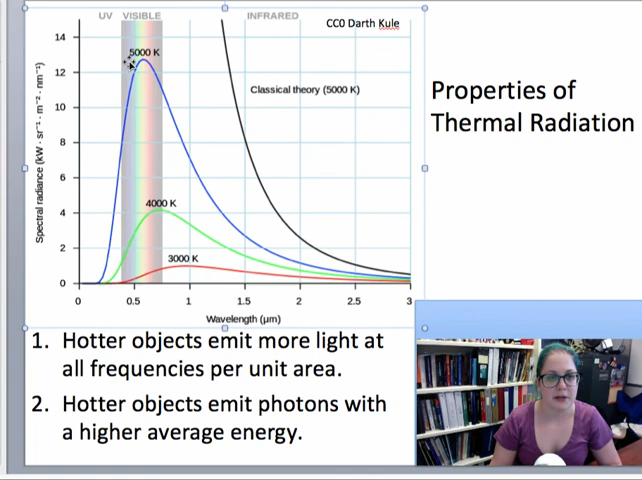 UV VISIBLE INFRARED
CC0 Darth Kule
5000 K
Classical theory (5000 K)
4000 K
3000 K
Spectral radiance (kW · sr⁻¹ · m⁻² · nm⁻¹)
14
12
10
8
6
4
2
0
0 0.5 1 1.5 2 2.5 3
Wavelength (μm)
Properties of
Thermal Radiation
1. Hotter objects emit more light at
all frequencies per unit area.
2. Hotter objects emit photons with
a higher average energy.